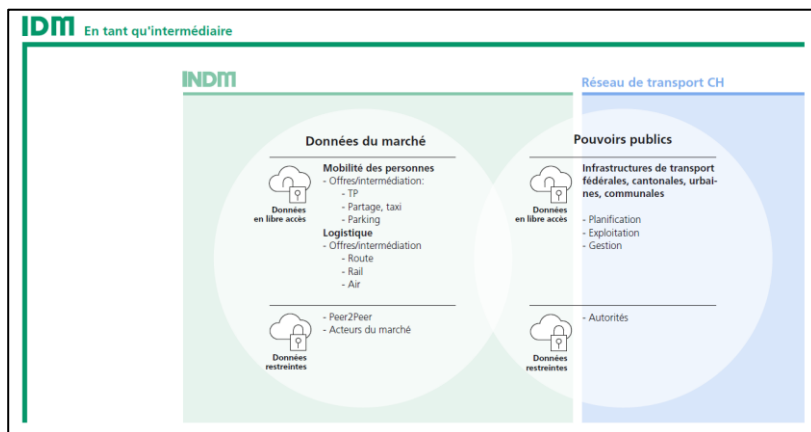 IDM En tant qu'intermédiaire
INDM
Réseau de transport CH
Données du marché
Données
en libre accès
Mobilité des personnes
- Offres/intermédiation:
- TP
- Partage, taxi
- Parking
Logistique
- Offres/intermédiation
- Route
- Rail
- Air
Données
restreintes
- Peer2Peer
- Acteurs du marché
Pouvoirs publics
Données
en libre accès
Infrastructures de transport
fédérales, cantonales, urbai-
nes, communales
- Planification
- Exploitation
- Gestion
Données
restreintes
- Autorités